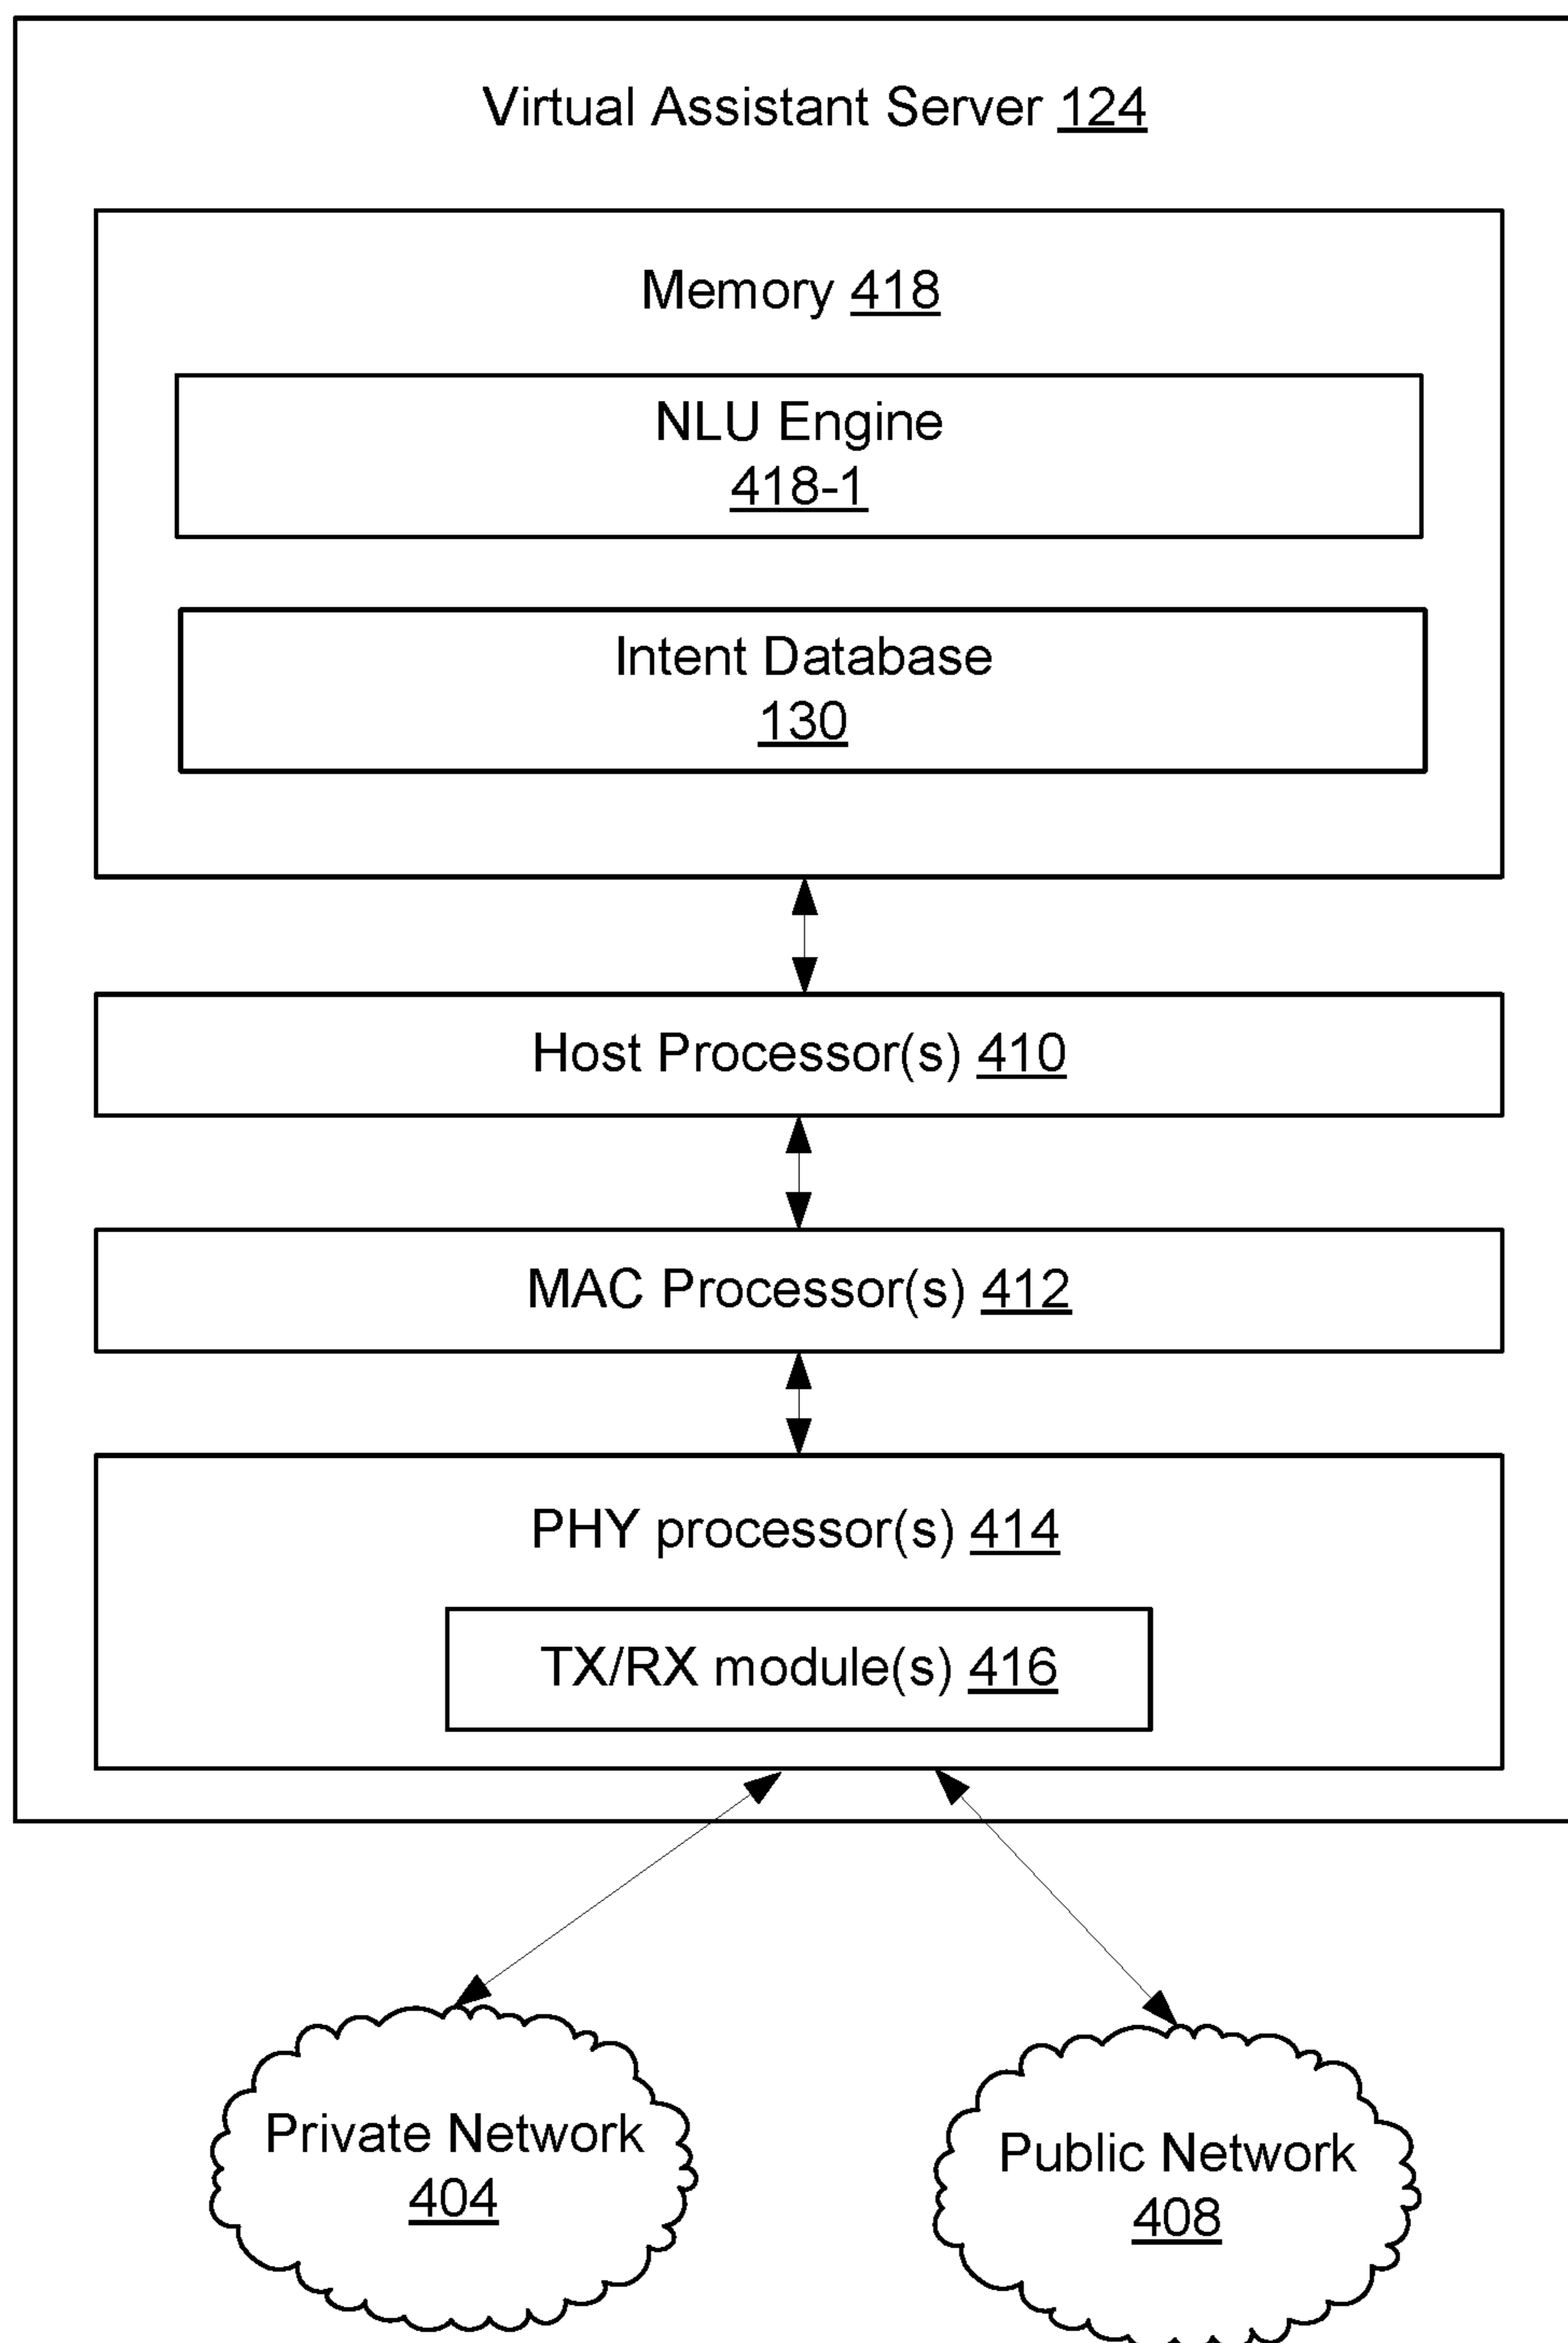 Virtual Assistant Server 124
Memory 418
NLU Engine
418-1
Intent Database
130
Host Processor(s) 410
MAC Processor(s) 412
PHY processor(s) 414
TX/RX module(s) 416
Private Network
404
Public Network
408